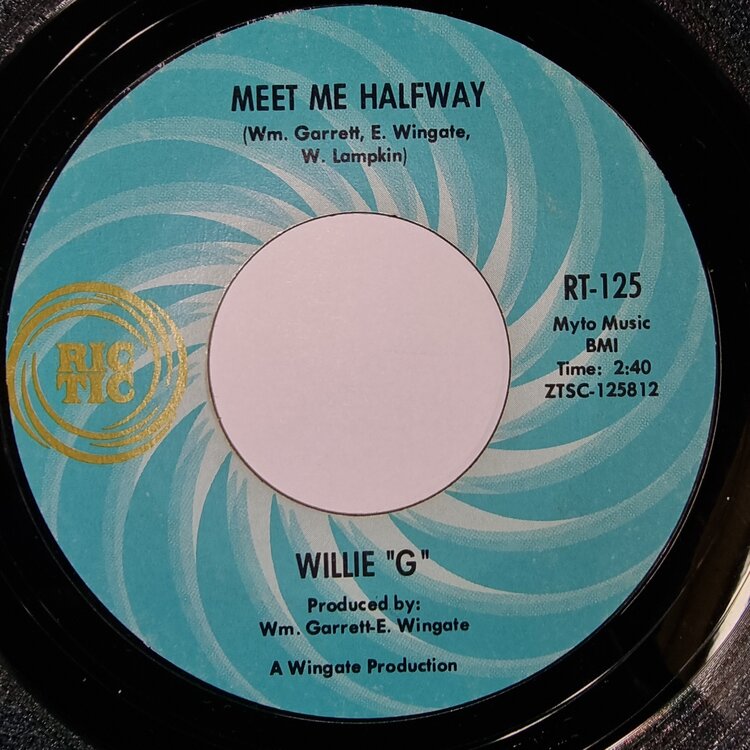 MEET ME HALFWAY
(Wm. Garrett, E. Wingate,
W. Lampkin)
RT-125
Myto Music
BMI
Time: 2:40
ZTSC-125812
RIC
TIC
WILLIE "G"
Produced by:
Wm. Garrett-E. Wingate
A Wingate Production